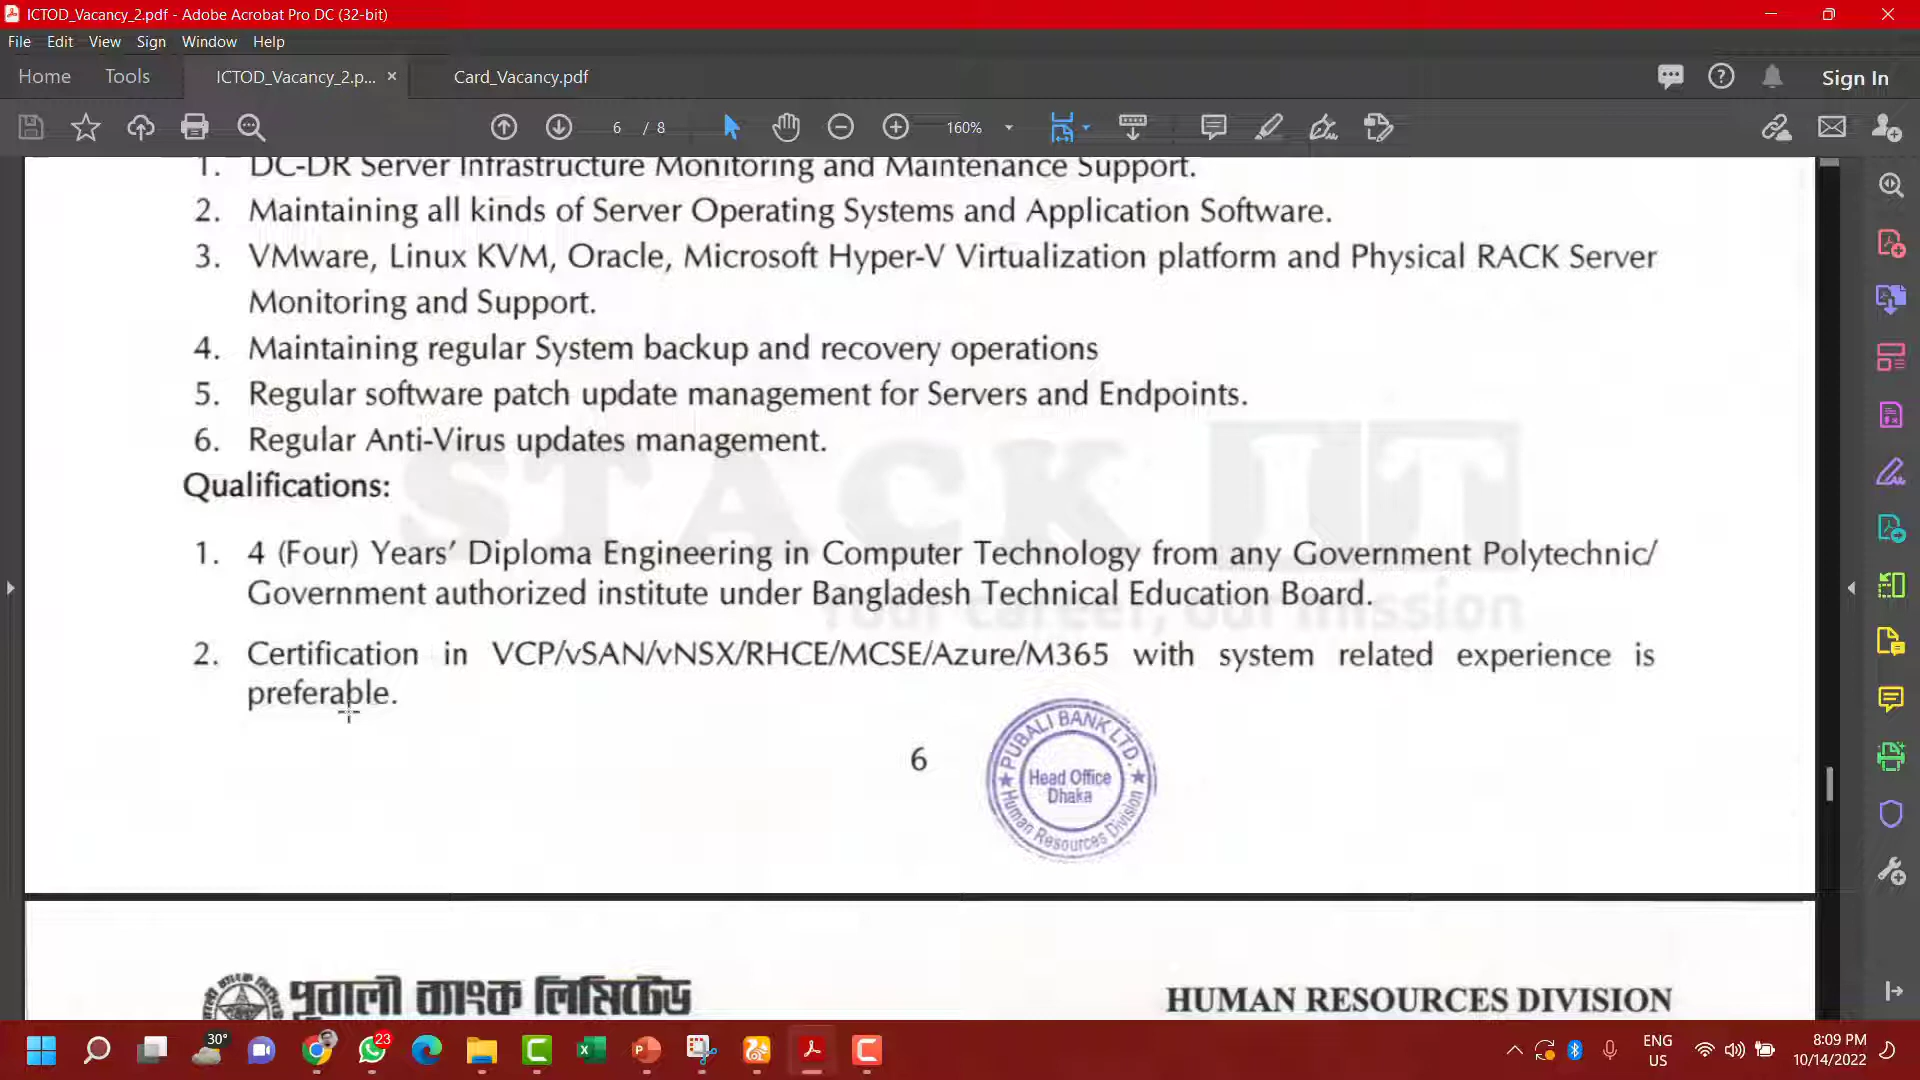 ICTOD_Vacancy_2.pdf - Adobe Acrobat Pro DC (32-bit)
File Edit View Sign Window Help
Home Tools ICTOD_Vacancy_2.p... × Card_Vacancy.pdf Sign In
6 / 8 160%
1. DC-DR Server Infrastructure Monitoring and Maintenance Support.
2. Maintaining all kinds of Server Operating Systems and Application Software.
3. VMware, Linux KVM, Oracle, Microsoft Hyper-V Virtualization platform and Physical RACK Server
Monitoring and Support.
4. Maintaining regular System backup and recovery operations
5. Regular software patch update management for Servers and Endpoints.
6. Regular Anti-Virus updates management.
STACK IT
Your career, our mission
Qualifications:
1. 4 (Four) Years’ Diploma Engineering in Computer Technology from any Government Polytechnic/
Government authorized institute under Bangladesh Technical Education Board.
2. Certification in VCP/vSAN/vNSX/RHCE/MCSE/Azure/M365 with system related experience is
preferable.
6
PUBALI BANK LTD.
Head Office
Dhaka
Human Resources Division
পূবালী ব্যাংক লিমিটেড
HUMAN RESOURCES DIVISION
30°
23
ENG
US
8:09 PM
10/14/2022